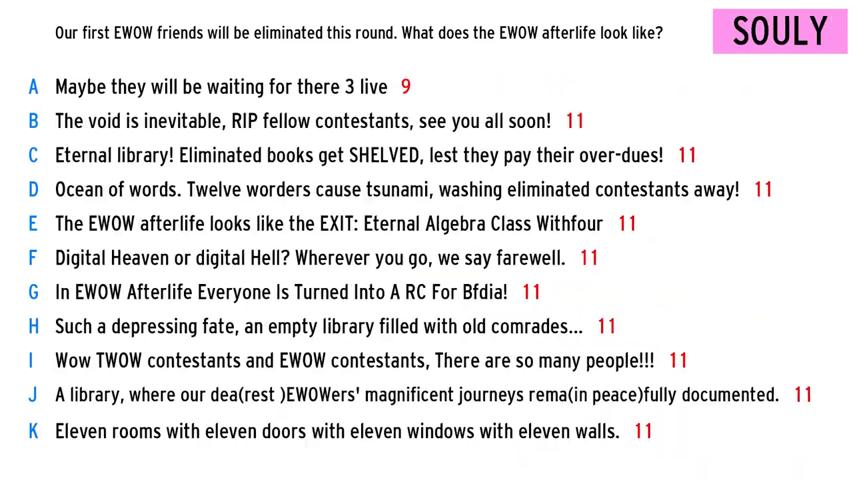 Our first EWOW friends will be eliminated this round. What does the EWOW afterlife look like?
SOULY
A Maybe they will be waiting for there 3 live 9
B The void is inevitable, RIP fellow contestants, see you all soon! 11
C Eternal library! Eliminated books get SHELVED, lest they pay their over-dues! 11
D Ocean of words. Twelve worders cause tsunami, washing eliminated contestants away! 11
E The EWOW afterlife looks like the EXIT: Eternal Algebra Class Withfour 11
F Digital Heaven or digital Hell? Wherever you go, we say farewell. 11
G In EWOW Afterlife Everyone Is Turned Into A RC For Bfdia! 11
H Such a depressing fate, an empty library filled with old comrades... 11
I Wow TWOW contestants and EWOW contestants, There are so many people!!! 11
J A library, where our dea(rest )EWOWers' magnificent journeys rema(in peace)fully documented. 11
K Eleven rooms with eleven doors with eleven windows with eleven walls. 11